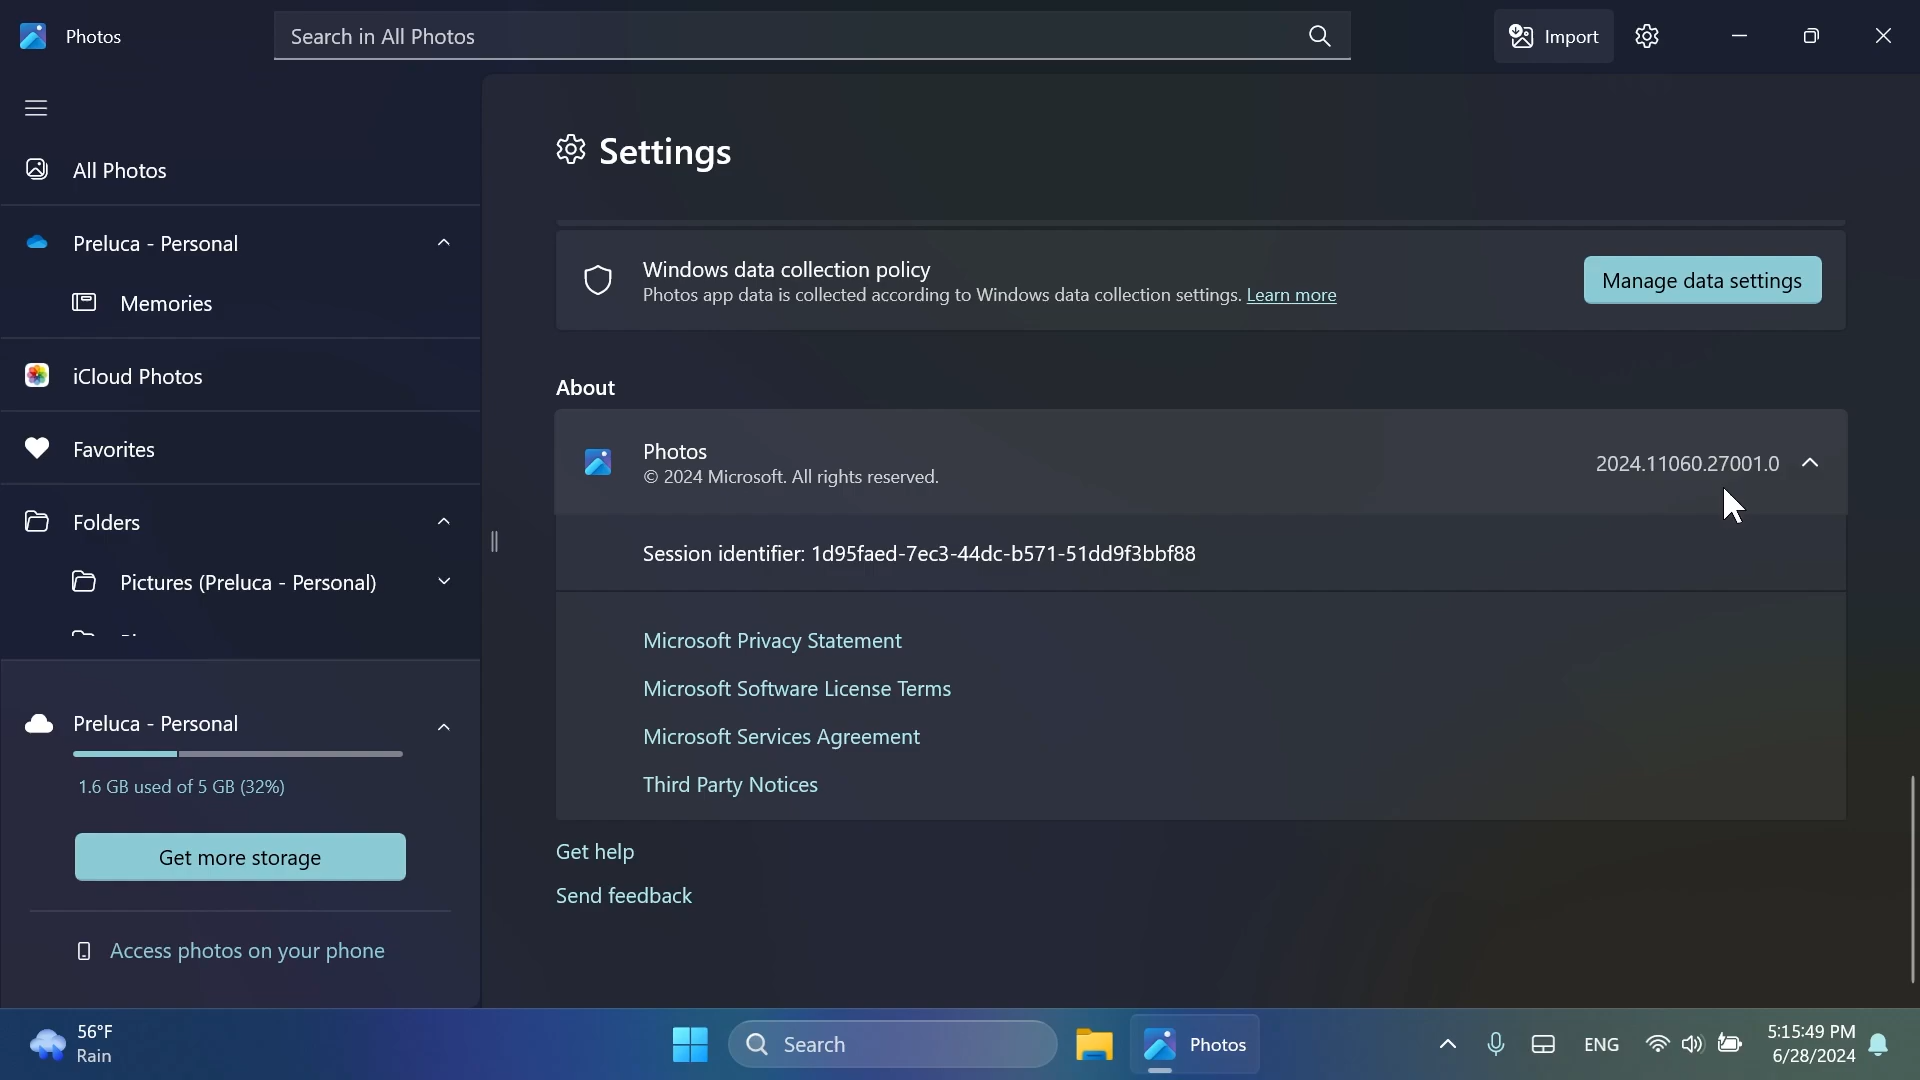 Photos
Search in All Photos
Import
All Photos
Preluca - Personal
Memories
iCloud Photos
Favorites
Folders
Pictures (Preluca - Personal)
Preluca - Personal
1.6 GB used of 5 GB (32%)
Get more storage
Access photos on your phone
Settings
Windows data collection policy
Photos app data is collected according to Windows data collection settings. Learn more
Manage data settings
About
Photos
© 2024 Microsoft. All rights reserved.
2024.11060.27001.0
Session identifier: 1d95faed-7ec3-44dc-b571-51dd9f3bbf88
Microsoft Privacy Statement
Microsoft Software License Terms
Microsoft Services Agreement
Third Party Notices
Get help
Send feedback
56°F
Rain
Search
Photos
ENG
5:15:49 PM
6/28/2024